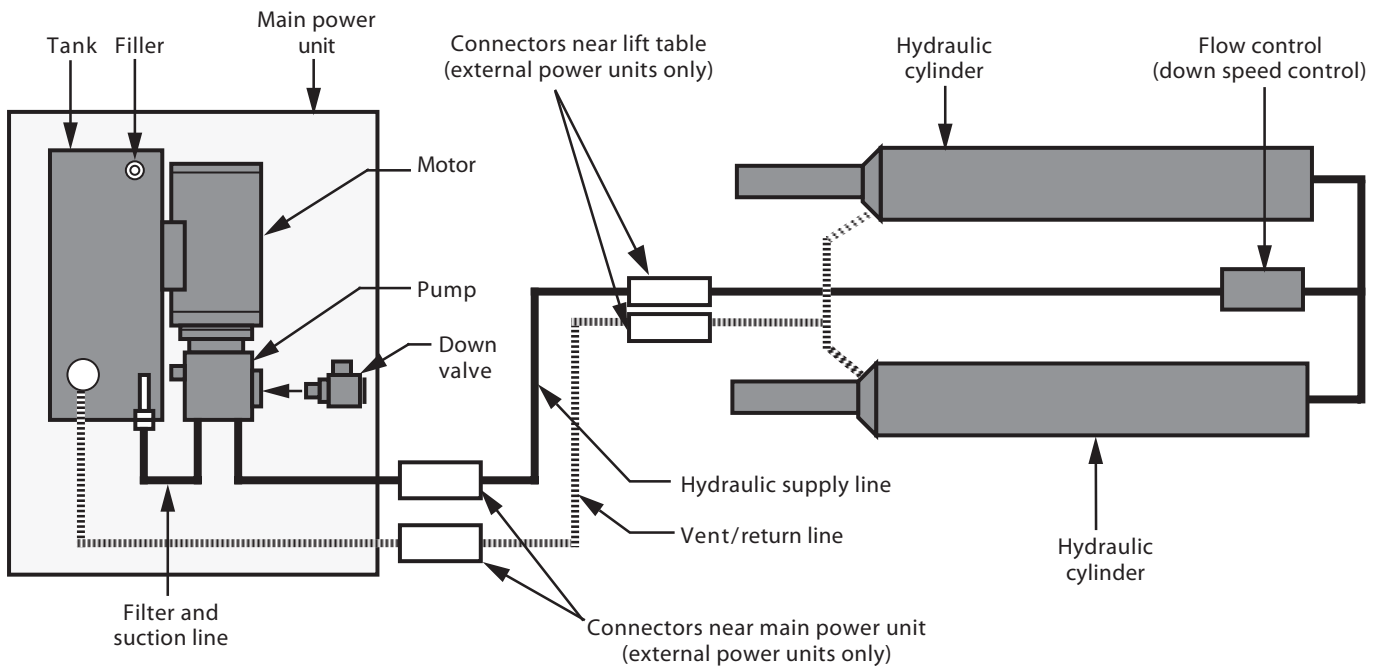 Main power
unit
Tank
Filler
Connectors near lift table
(external power units only)
Hydraulic
cylinder
Flow control
(down speed control)
Motor
Pump
Down
valve
Hydraulic supply line
Vent/return line
Hydraulic
cylinder
Filter and
suction line
Connectors near main power unit
(external power units only)